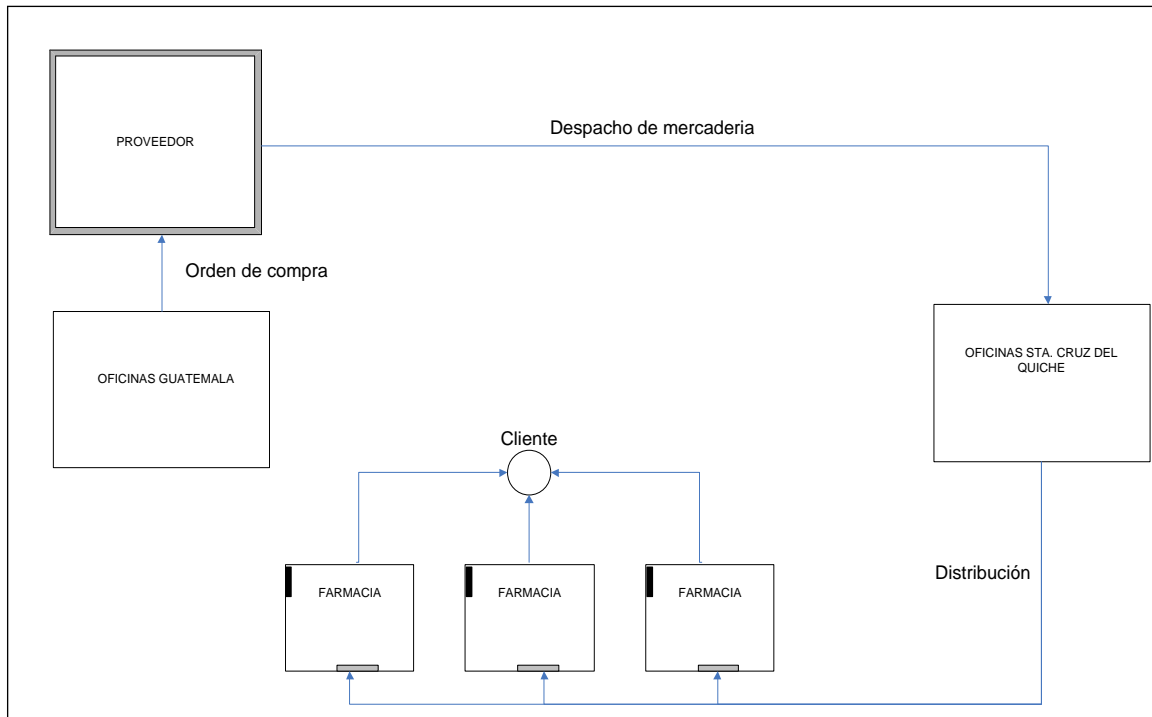 PROVEEDOR
Despacho de mercaderia
Orden de compra
OFICINAS GUATEMALA
OFICINAS STA. CRUZ DEL
QUICHE
Cliente
FARMACIA
FARMACIA
FARMACIA
Distribución